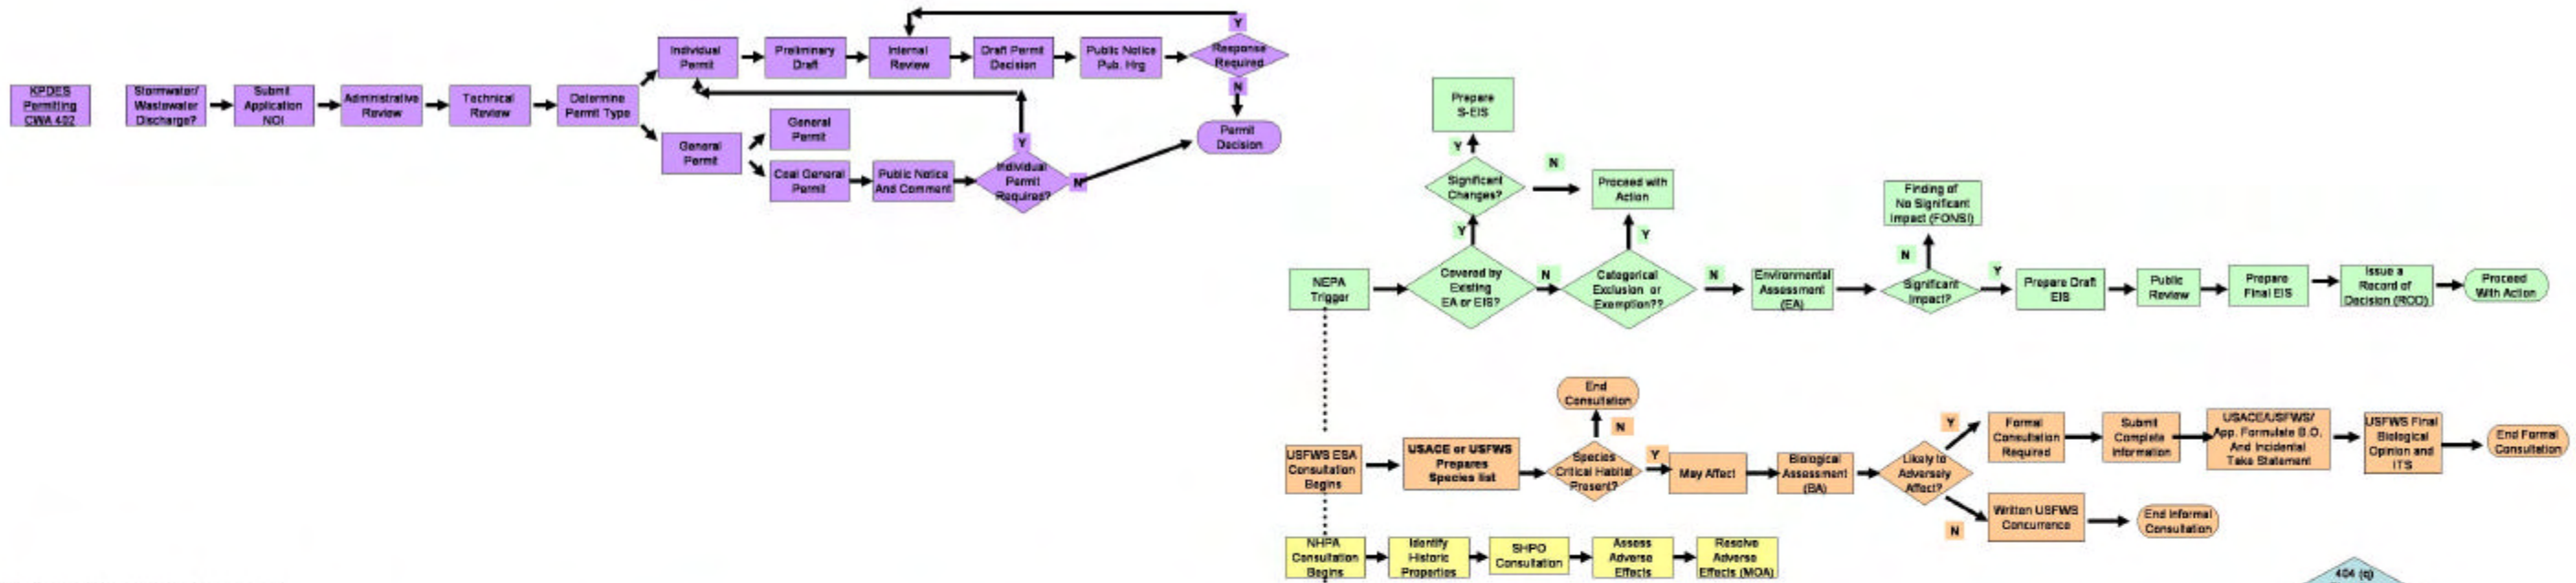 KPDES
Permitting
CWA 402
Stormwater/
Wastewater
Discharge?
Submit
Application
NOI
Administrative
Review
Technical
Review
Determine
Permit Type
Individual
Permit
Preliminary
Draft
Internal
Review
Draft Permit
Decision
Public Notice
Pub. Hrg
Response
Required
Y
N
Permit
Decision
General
Permit
General
Permit
Coal General
Permit
Public Notice
And Comment
Individual
Permit
Required?
Y
N
Prepare
S-EIS
Y
Significant
Changes?
N
Proceed with
Action
Y
Y
NEPA
Trigger
Covered by
Existing
EA or EIS?
N
Categorical
Exclusion or
Exemption??
N
Environmental
Assessment
(EA)
Finding of
No Significant
Impact (FONSI)
N
Significant
Impact?
Y
Prepare Draft
EIS
Public
Review
Prepare
Final EIS
Issue a
Record of
Decision (ROD)
Proceed
With Action
End
Consultation
N
USFWS ESA
Consultation
Begins
USACE or USFWS
Prepares
Species list
Species
Critical Habitat
Present?
Y
May Affect
Biological
Assessment
(BA)
Likely to
Adversely
Affect?
Y
Formal
Consultation
Required
Submit
Complete
Information
USACE/USFWS/
App. Formulate B.O.
And Incidental
Take Statement
USFWS Final
Biological
Opinion and
ITS
End Formal
Consultation
N
Written USFWS
Concurrence
End Informal
Consultation
NHPA
Consultation
Begins
Identify
Historic
Properties
SHPO
Consultation
Assess
Adverse
Effects
Resolve
Adverse
Effects (MOA)
404 (q)